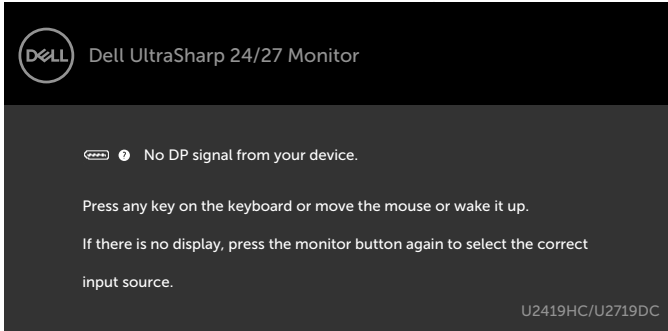 DELL Dell UltraSharp 24/27 Monitor
? No DP signal from your device.
Press any key on the keyboard or move the mouse or wake it up.
If there is no display, press the monitor button again to select the correct
input source.
U2419HC/U2719DC